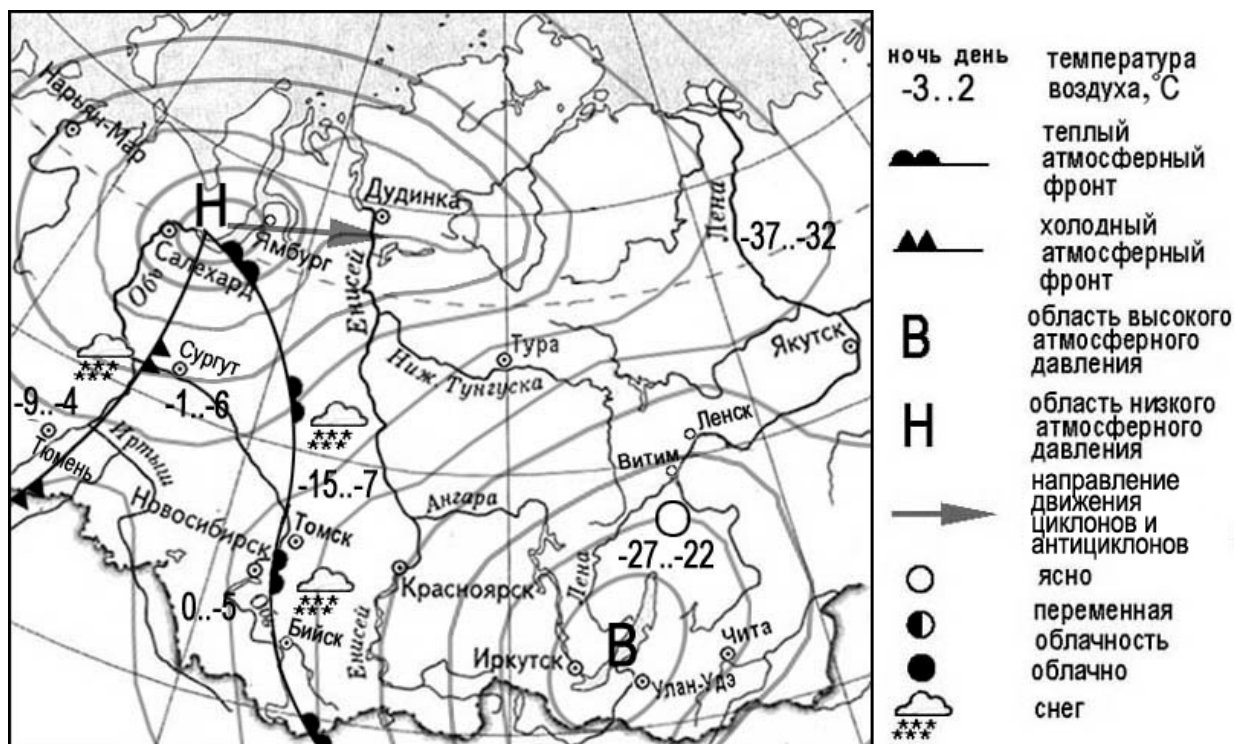 Нарьян-Мар
Н
Дудинка
Ямбург
Салехард
Обь
Енисей
Лена
-37..-32
Сургут
-9..-4
-1..-6
Тура
Ниж. Тунгуска
Якутск
Ленск
Витим
Иртыш
Тюмень
-15..-7
Ангара
Новосибирск
Томск
-27..-22
Лена
Красноярск
0..-5
Обь
Бийск
Енисей
В
Иркутск
Чита
Улан-Удэ
ночь день
-3..2
температура
воздуха,°С
теплый
атмосферный
фронт
холодный
атмосферный
фронт
В
область высокого
атмосферного
давления
Н
область низкого
атмосферного
давления
направление
движения
циклонов и
антициклонов
ясно
переменная
облачность
облачно
снег